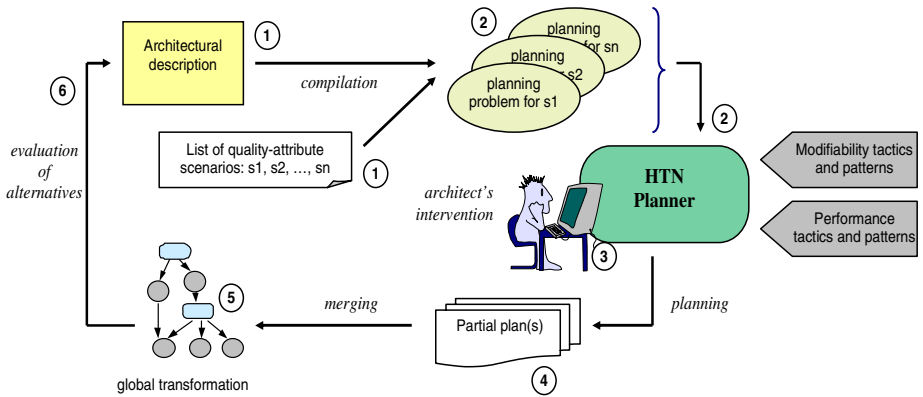 1
Architectural
description
compilation
2
planning
for sn
planning
s2
planning
problem for s1
2
6
evaluation
of
alternatives
List of quality-attribute
scenarios: s1, s2, …, sn
1
architect's
intervention
HTN
Planner
3
Modifiability tactics
and patterns
Performance
tactics and patterns
5
merging
planning
Partial plan(s)
4
global transformation